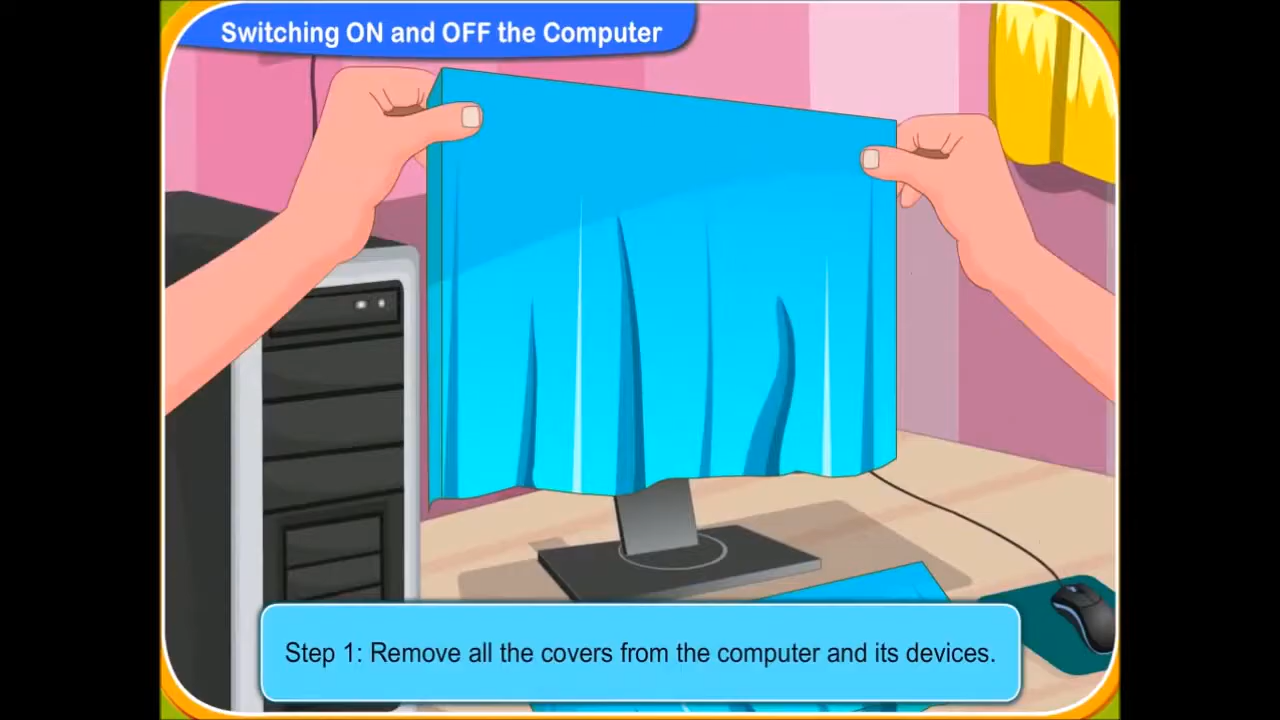 Switching ON and OFF the Computer
Step 1: Remove all the covers from the computer and its devices.